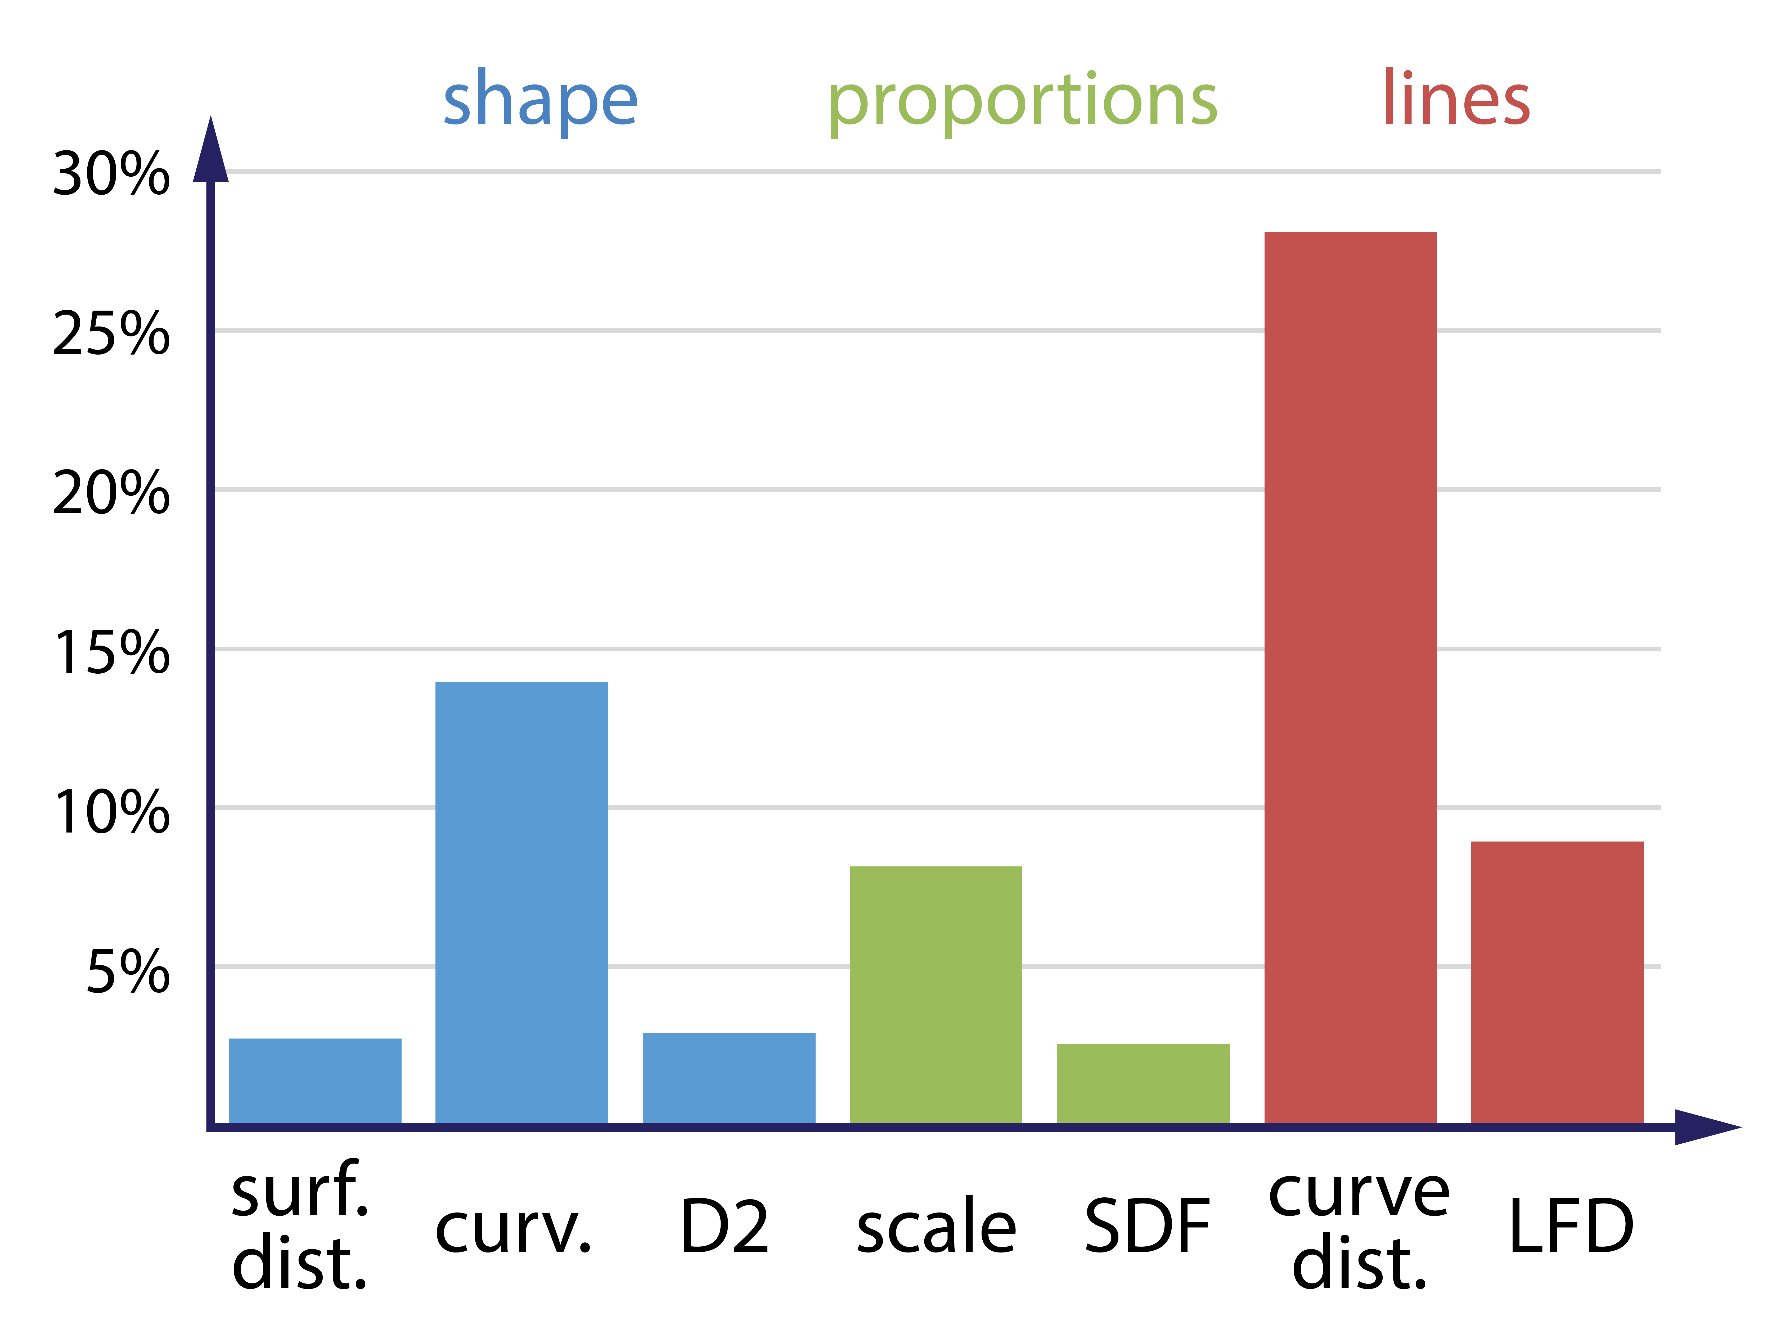 shape proportions lines
30%
25%
20%
15%
10%
5%
surf. dist.
curv.
D2
scale
SDF
curve dist.
LFD